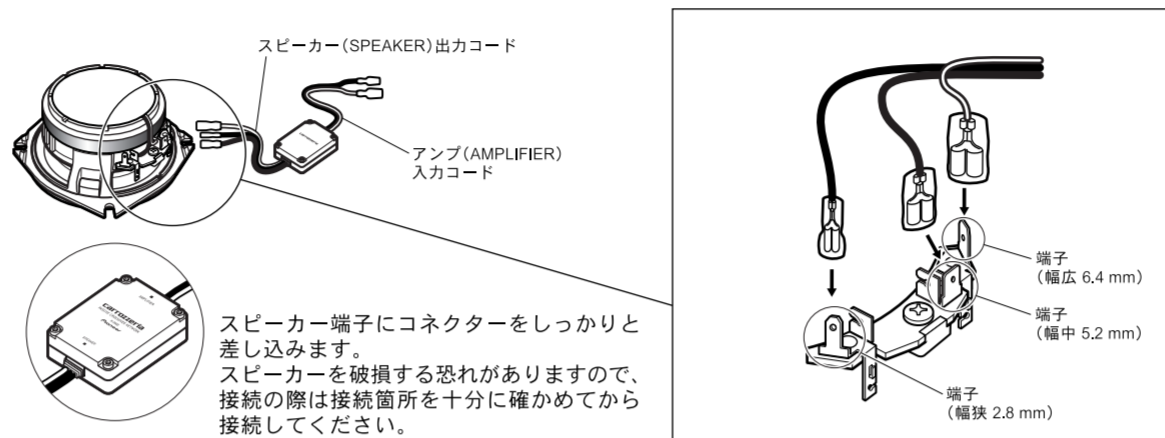 スピーカー(SPEAKER)出力コード
アンプ(AMPLIFIER)
入力コード
carrozzeria
スピーカー端子にコネクターをしっかりと
差し込みます。
スピーカーを破損する恐れがありますので、
接続の際は接続箇所を十分に確かめてから
接続してください。
端子
(幅広 6.4 mm)
端子
(幅中 5.2 mm)
端子
(幅狭 2.8 mm)